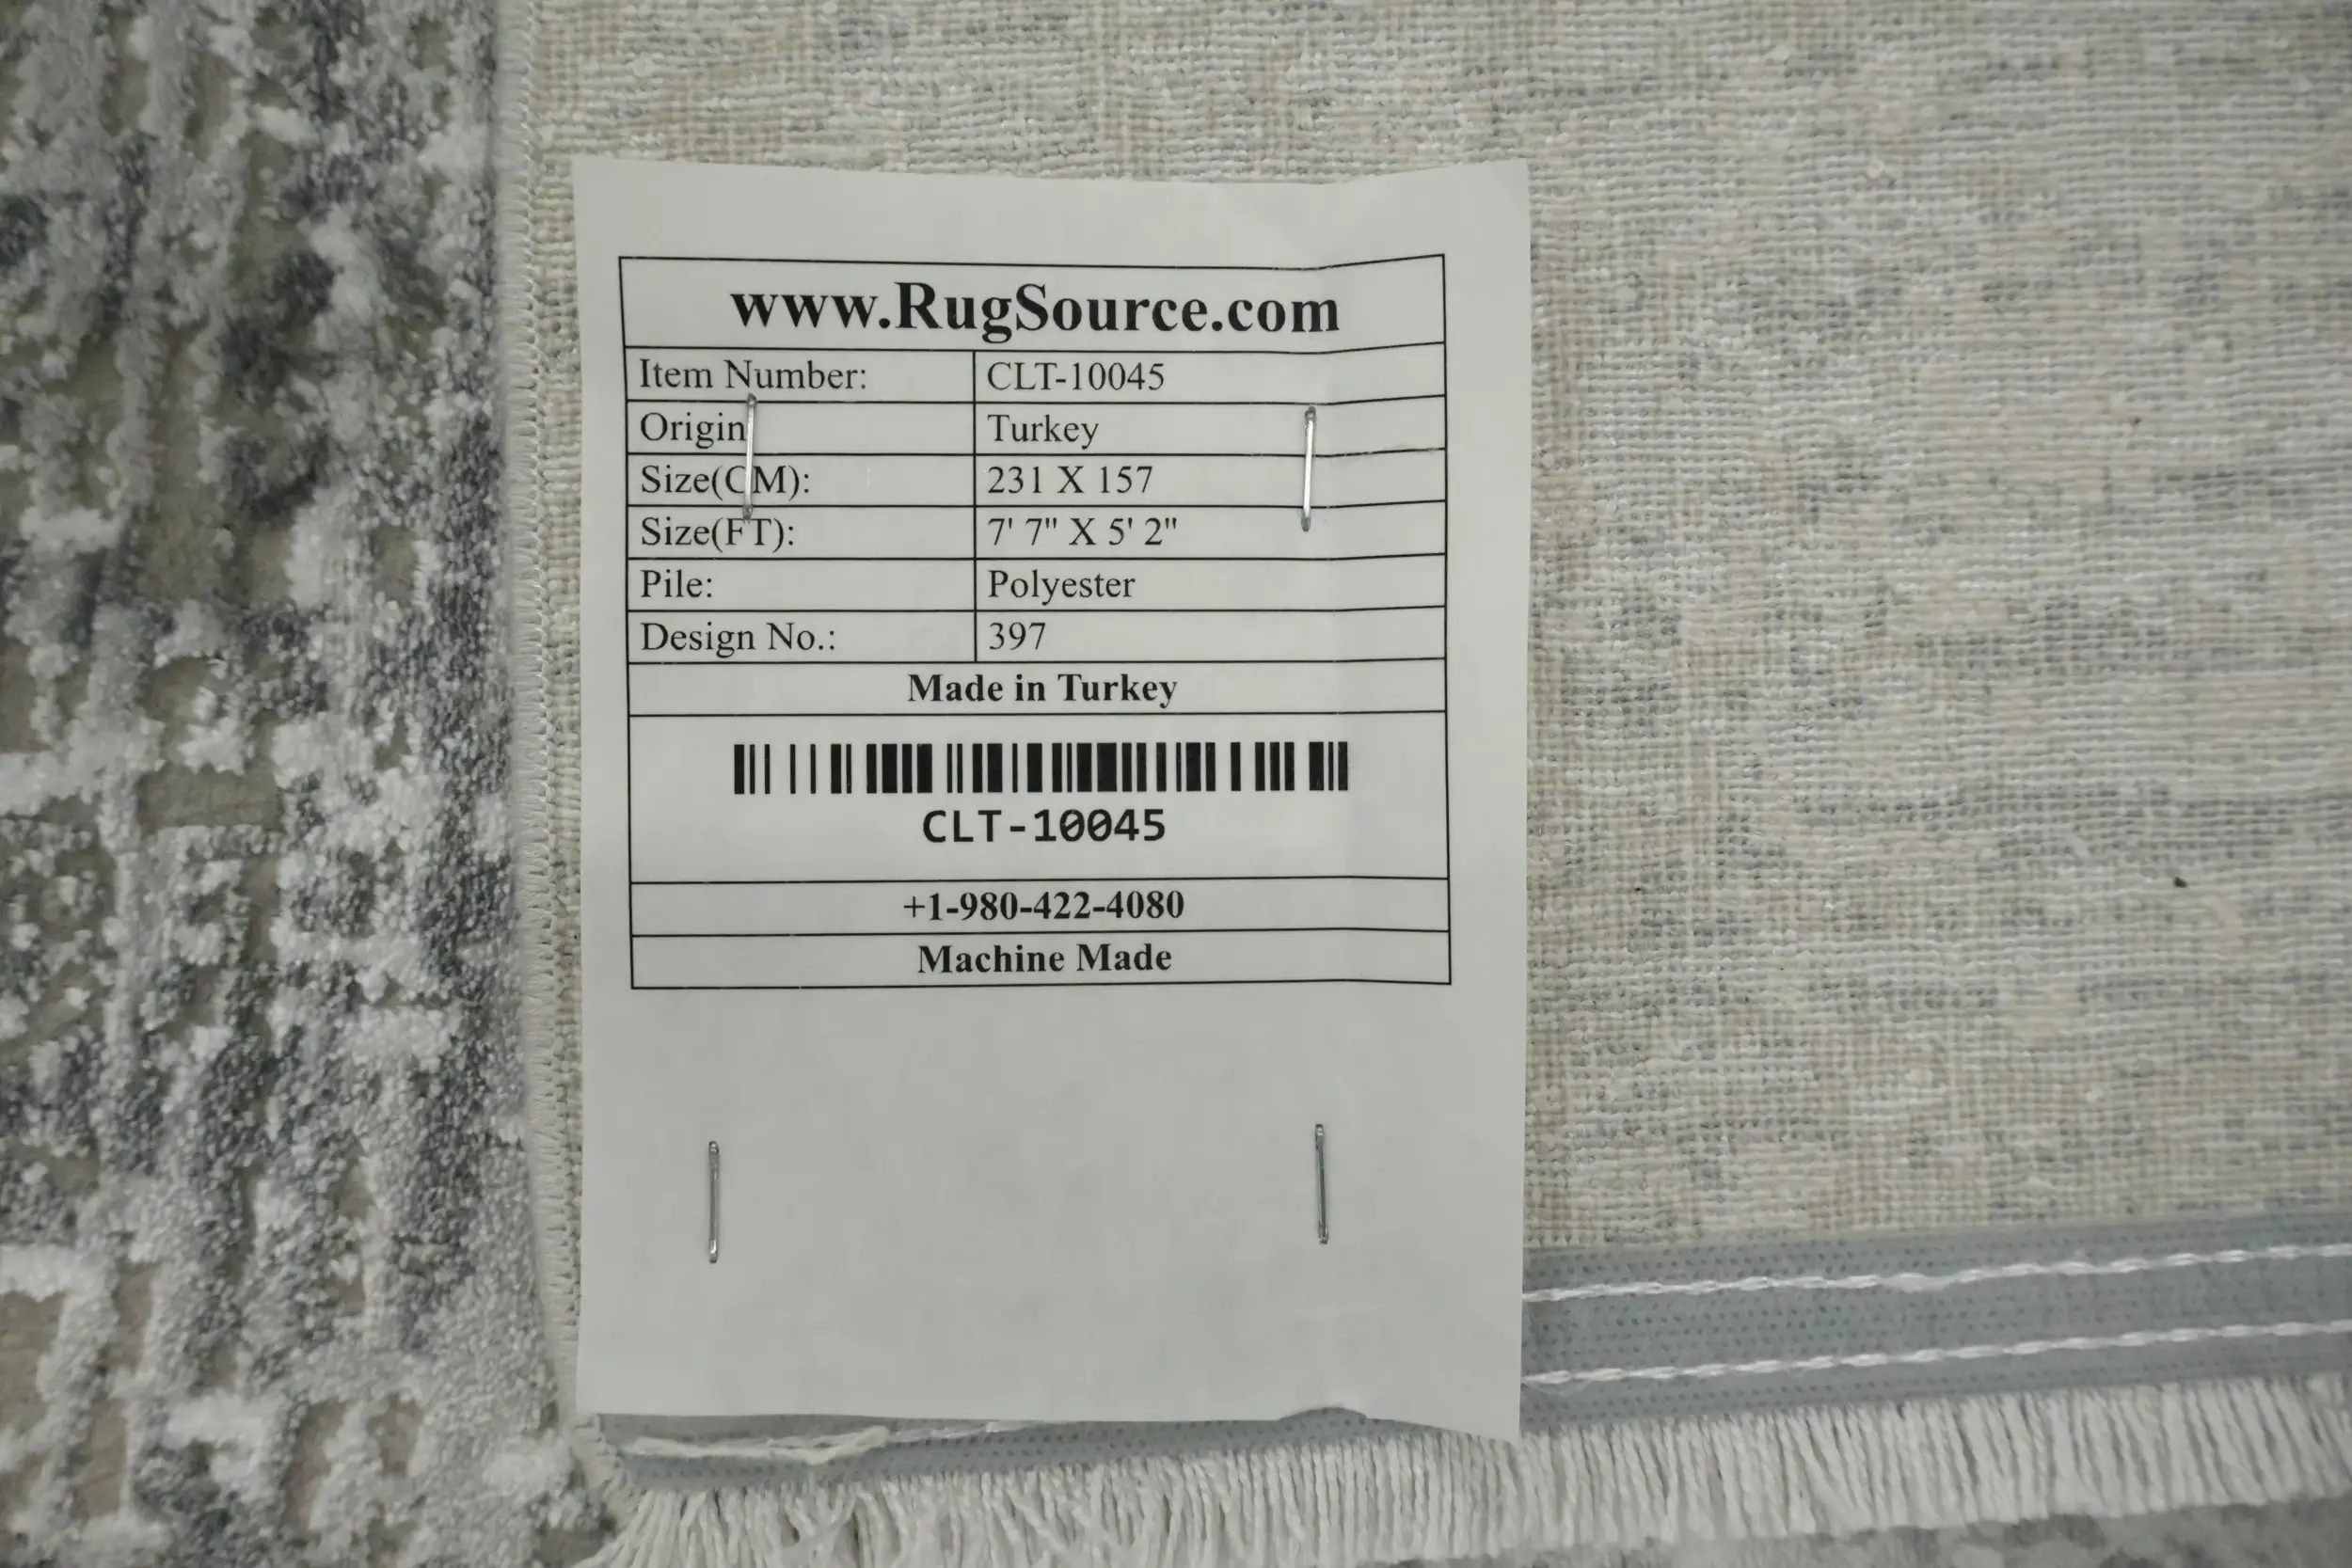 www.RugSource.com
Item Number: CLT-10045
Origin Turkey
Size(CM): 231 X 157
Size(FT): 7' 7" X 5' 2"
Pile: Polyester
Design No.: 397
Made in Turkey
CLT-10045
+1-980-422-4080
Machine Made